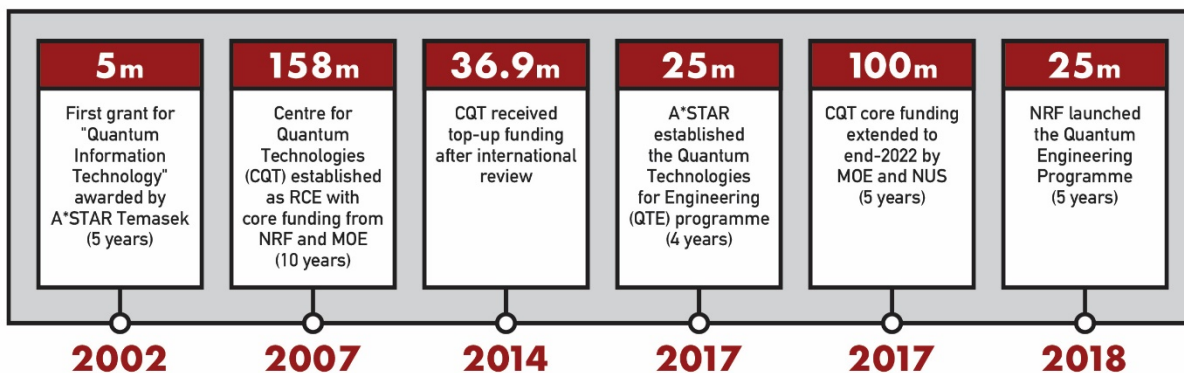 5m
First grant for
"Quantum
Information
Technology"
awarded by
A*STAR Temasek
(5 years)
2002
158m
Centre for
Quantum
Technologies
(CQT) established
as RCE with
core funding from
NRF and MOE
(10 years)
2007
36.9m
CQT received
top-up funding
after international
review
2014
25m
A*STAR
established
the Quantum
Technologies
for Engineering
(QTE) programme
(4 years)
2017
100m
CQT core funding
extended to
end-2022 by
MOE and NUS
(5 years)
2017
25m
NRF launched
the Quantum
Engineering
Programme
(5 years)
2018